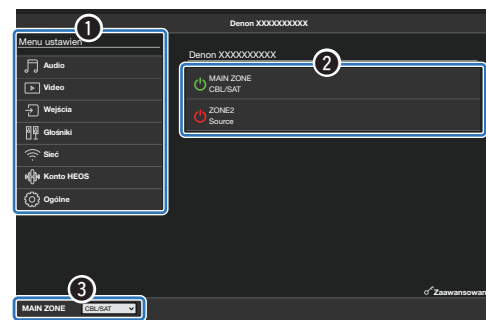 Denon XXXXXXXXXX
1
Menu ustawień
Audio
Video
Wejścia
Głośniki
Sieć
Konto HEOS
Ogólne
Denon XXXXXXXXXX
2
MAIN ZONE
CBL/SAT
ZONE2
Source
3
Zaawansowan
MAIN ZONE CBL/SAT